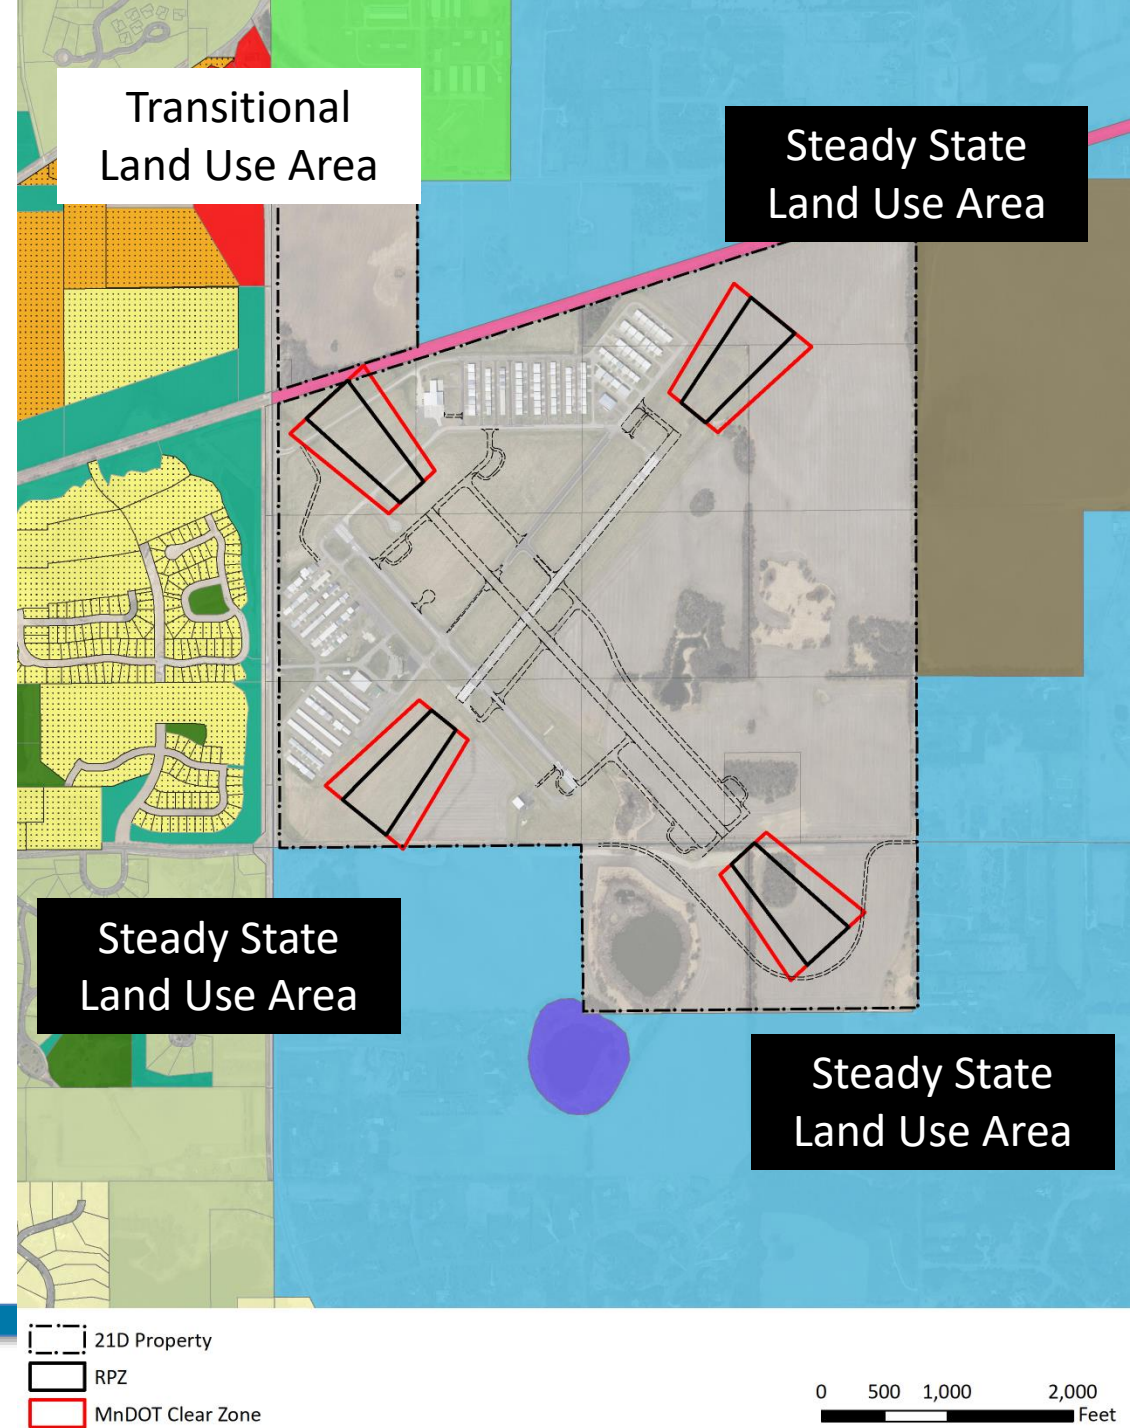 Transitional
Land Use Area
Steady State
Land Use Area
Steady State
Land Use Area
Steady State
Land Use Area
21D Property
RPZ
MnDOT Clear Zone
0 500 1,000 2,000
Feet